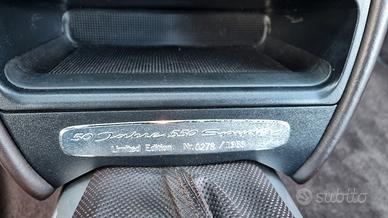 50 Jahre 550 Spyder
Limited Edition Nr. 0278 / 1953
subito